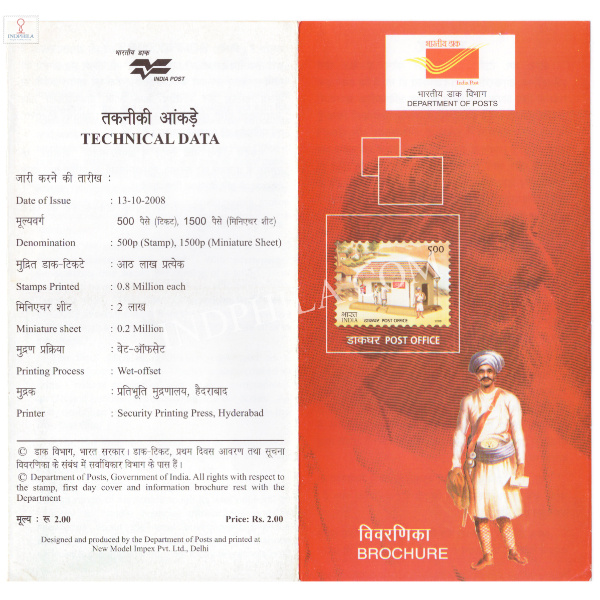 INDPHILA
भारतीय डाक
INDIA POST
तकनीकी आंकड़े
TECHNICAL DATA
जारी करने की तारीख :
Date of Issue : 13-10-2008
मूल्यवर्ग 500 पैसे (टिकट), 1500 पैसे (मिनिएचर शीट)
Denomination : 500p (Stamp), 1500p (Miniature Sheet)
मुद्रित डाक-टिकटे : आठ लाख प्रत्येक
Stamps Printed : 0.8 Million each
मिनिएचर शीट : 2 लाख
Miniature sheet : 0.2 Million
मुद्रण प्रक्रिया : वेट-ऑफसेट
Printing Process : Wet-offset
मुद्रक : प्रतिभूति मुद्रणालय, हैदराबाद
Printer : Security Printing Press, Hyderabad
© डाक विभाग, भारत सरकार। डाक-टिकट, प्रथम दिवस आवरण तथा सूचना
विवरणिका के संबंध में सर्वाधिकार विभाग के पास हैं।
© Department of Posts, Government of India. All rights with respect to
the stamp, first day cover and information brochure rest with the
Department
मूल्य : रू 2.00 Price: Rs. 2.00
Designed and produced by the Department of Posts and printed at
New Model Impex Pvt. Ltd., Delhi
भारतीय डाक
India Post
भारतीय डाक विभाग
DEPARTMENT OF POSTS
500
भारत
INDIA
डाकघर POST OFFICE
डाकघर POST OFFICE
विवरणिका
BROCHURE
INDPHILA.COM